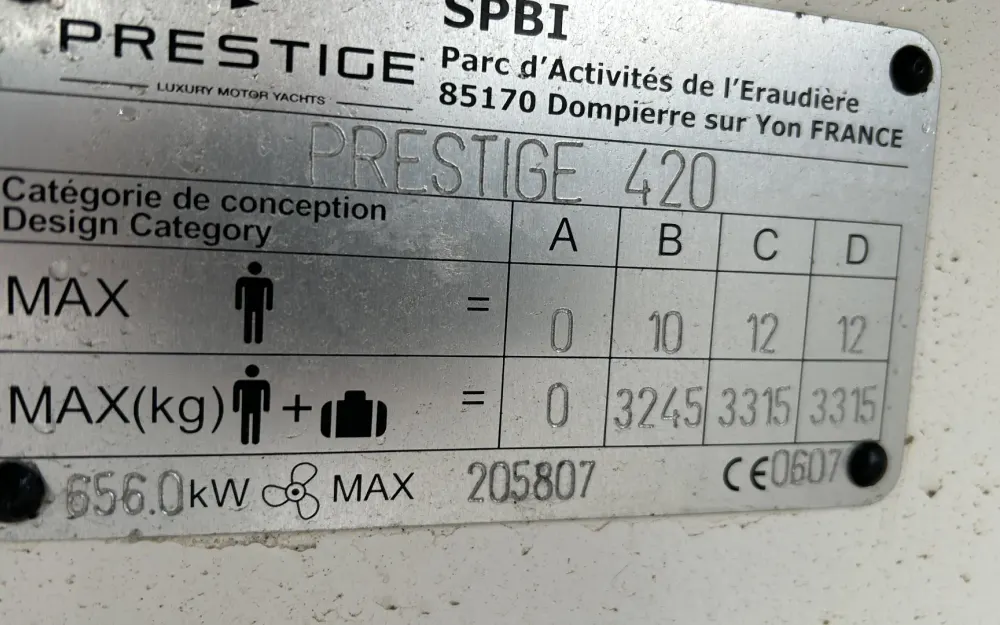 SPBI
PRESTIGE
LUXURY MOTOR YACHTS
Parc d'Activités de l'Eraudière
85170 Dompierre sur Yon FRANCE
PRESTIGE 420
Catégorie de conception
Design Category
A B C D
MAX = 0 10 12 12
MAX(kg) + = 0 3245 3315 3315
656.0kW MAX 205807 CE0607